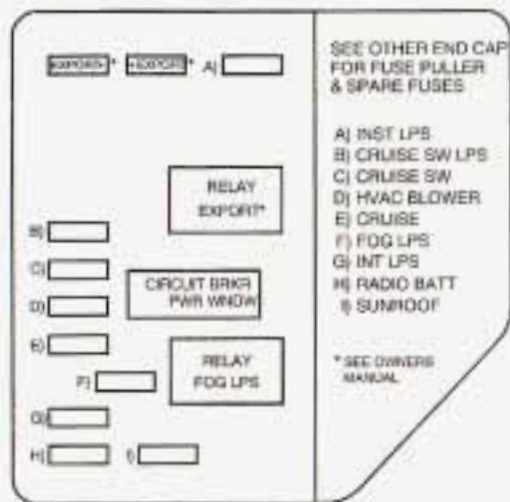 EXPORT* EXPORT* A)
RELAY
EXPORT*
B)
C)
CIRCUIT BRKR
PWR WNDW
D)
E)
RELAY
FOG LPS
F)
G)
H) I)
SEE OTHER END CAP
FOR FUSE PULLER
& SPARE FUSES
A) INST LPS
B) CRUISE SW LPS
C) CRUISE SW
D) HVAC BLOWER
E) CRUISE
F) FOG LPS
G) INT LPS
H) RADIO BATT
I) SUNROOF
* SEE OWNERS
MANUAL